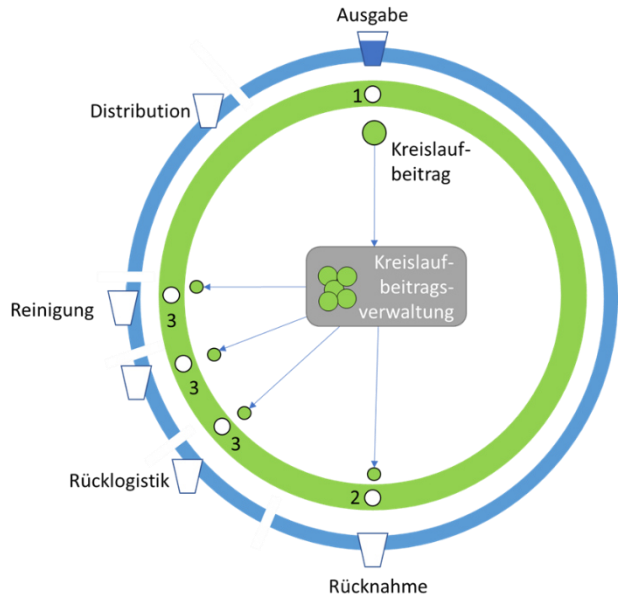 Ausgabe
1
Distribution
Kreislauf-
beitrag
Kreislauf-
beitrags-
verwaltung
Reinigung
3
3
3
Rücklogistik
2
Rücknahme